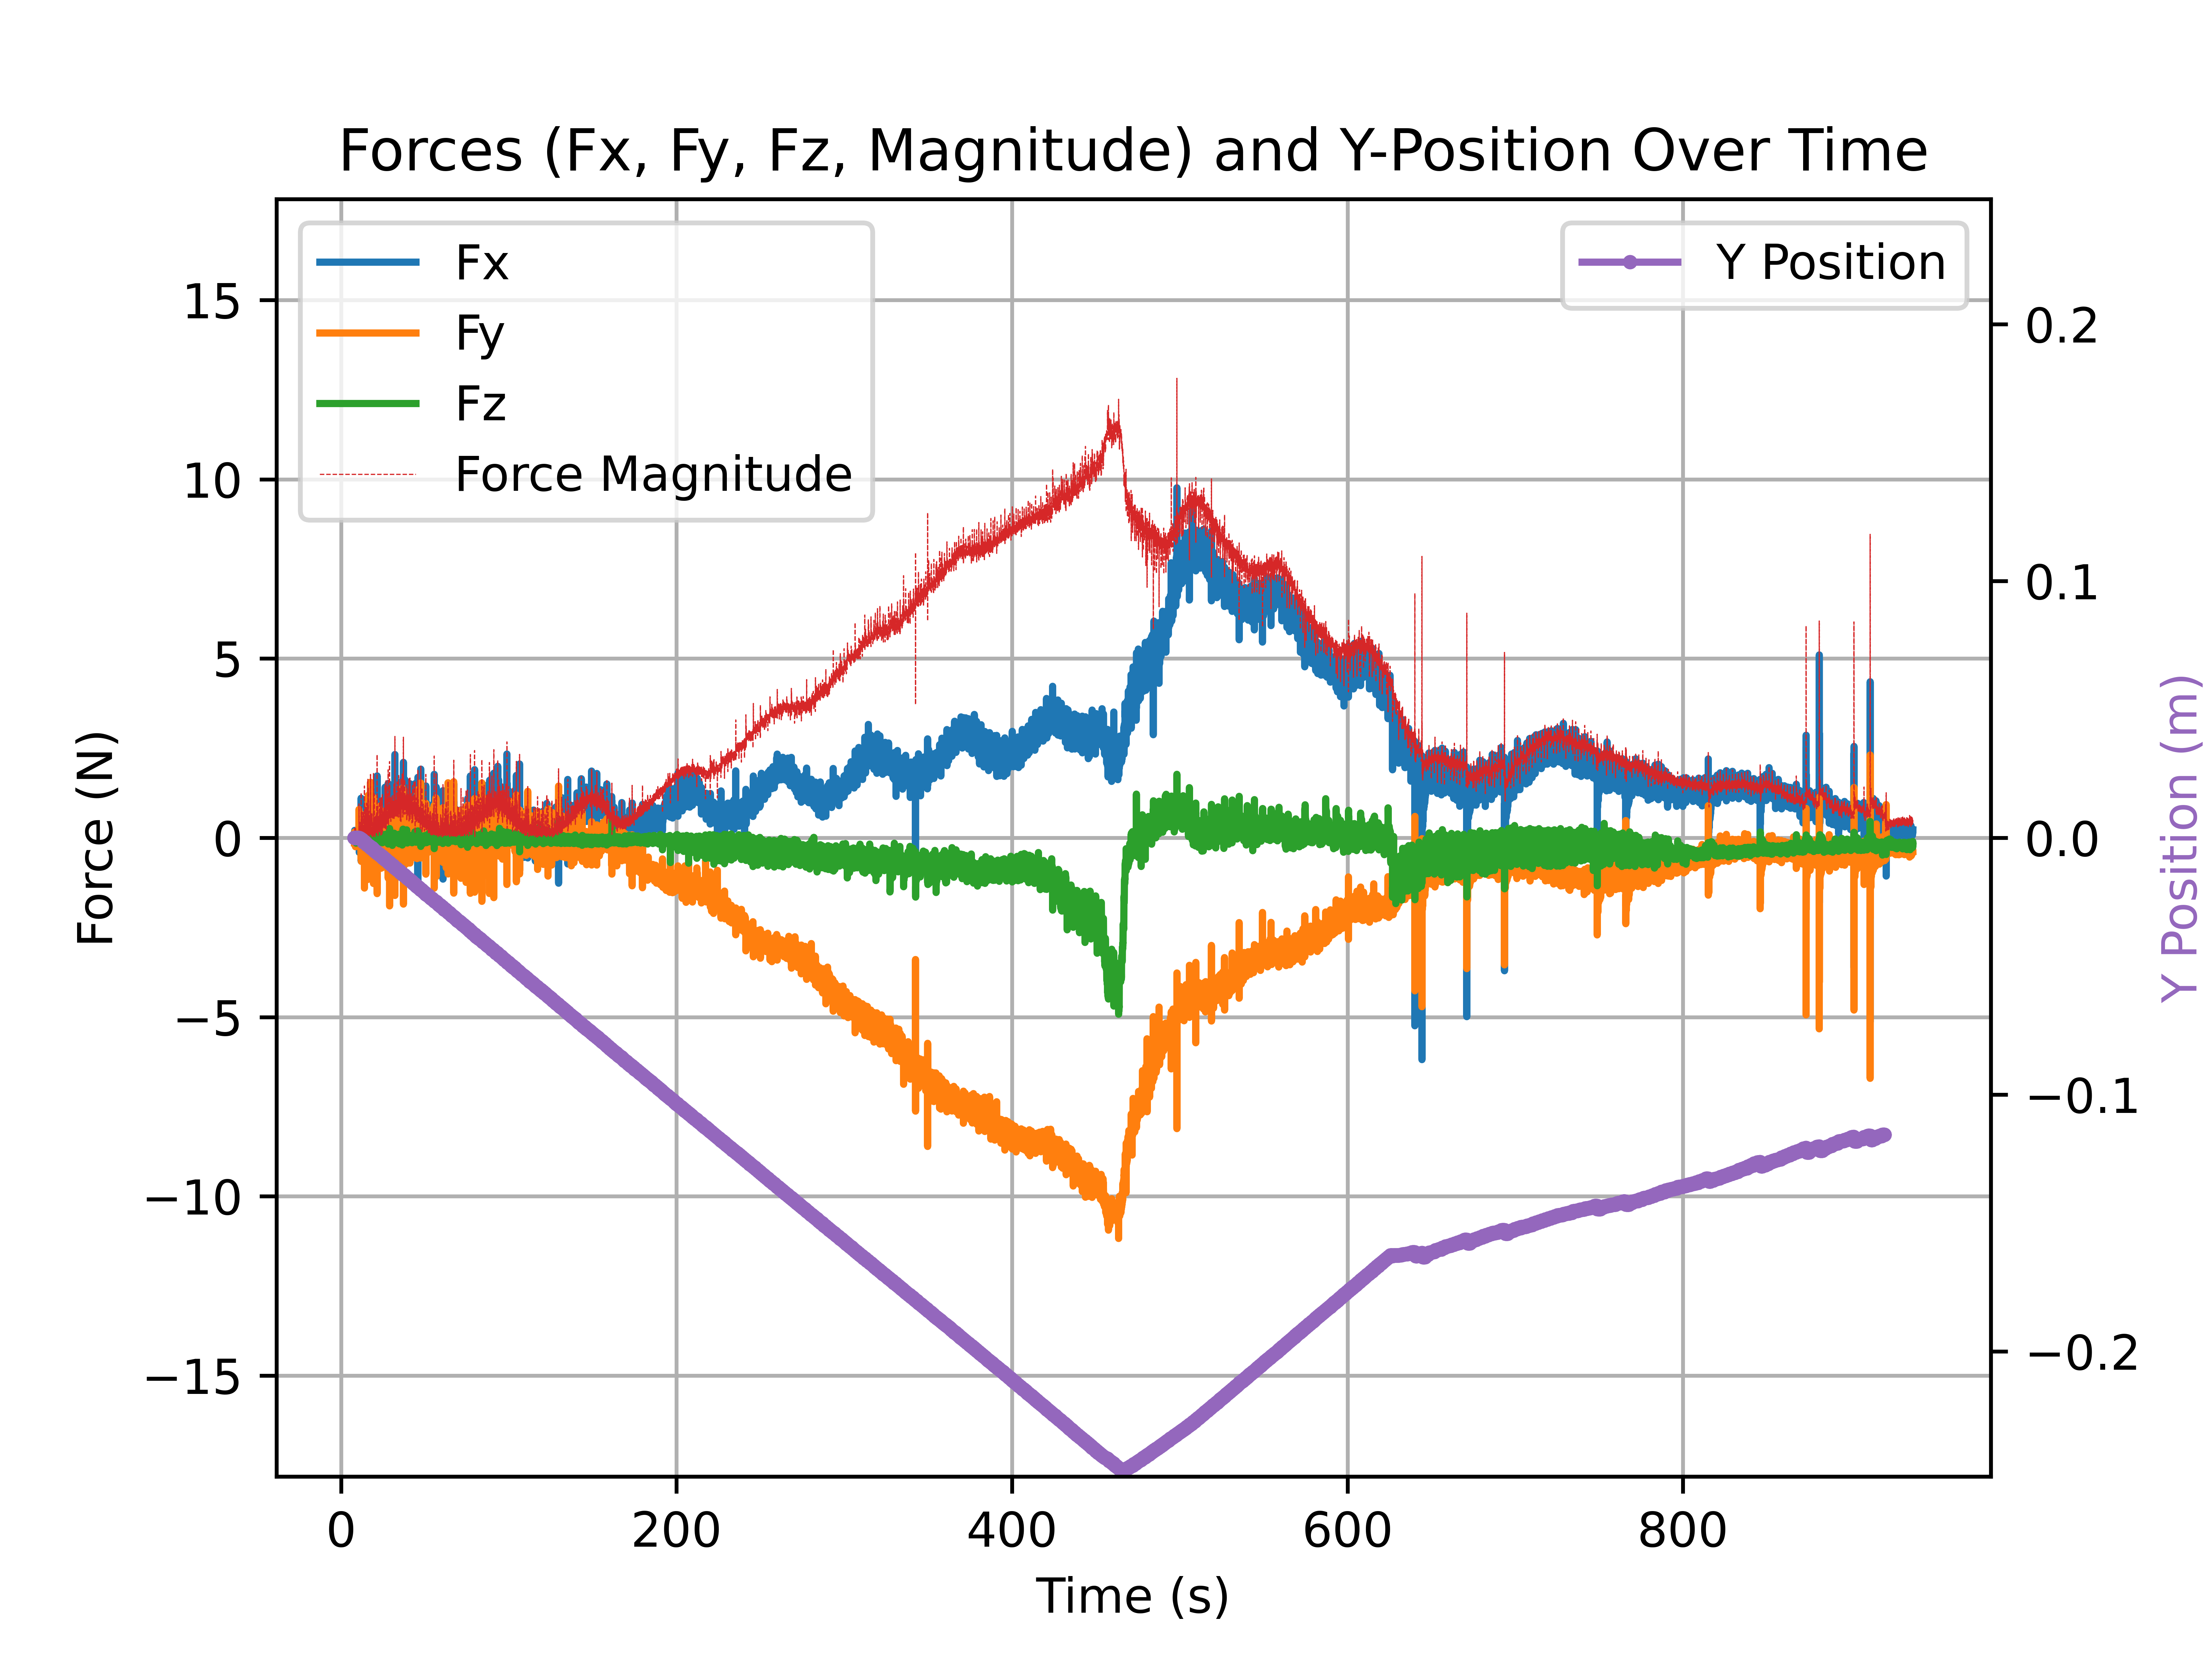 Forces (Fx, Fy, Fz, Magnitude) and Y-Position Over Time
Fx
Fy
Fz
Force Magnitude
Y Position
15
10
5
0
−5
−10
−15
Force (N)
0.2
0.1
0.0
−0.1
−0.2
Y Position (m)
0
200
400
600
800
Time (s)